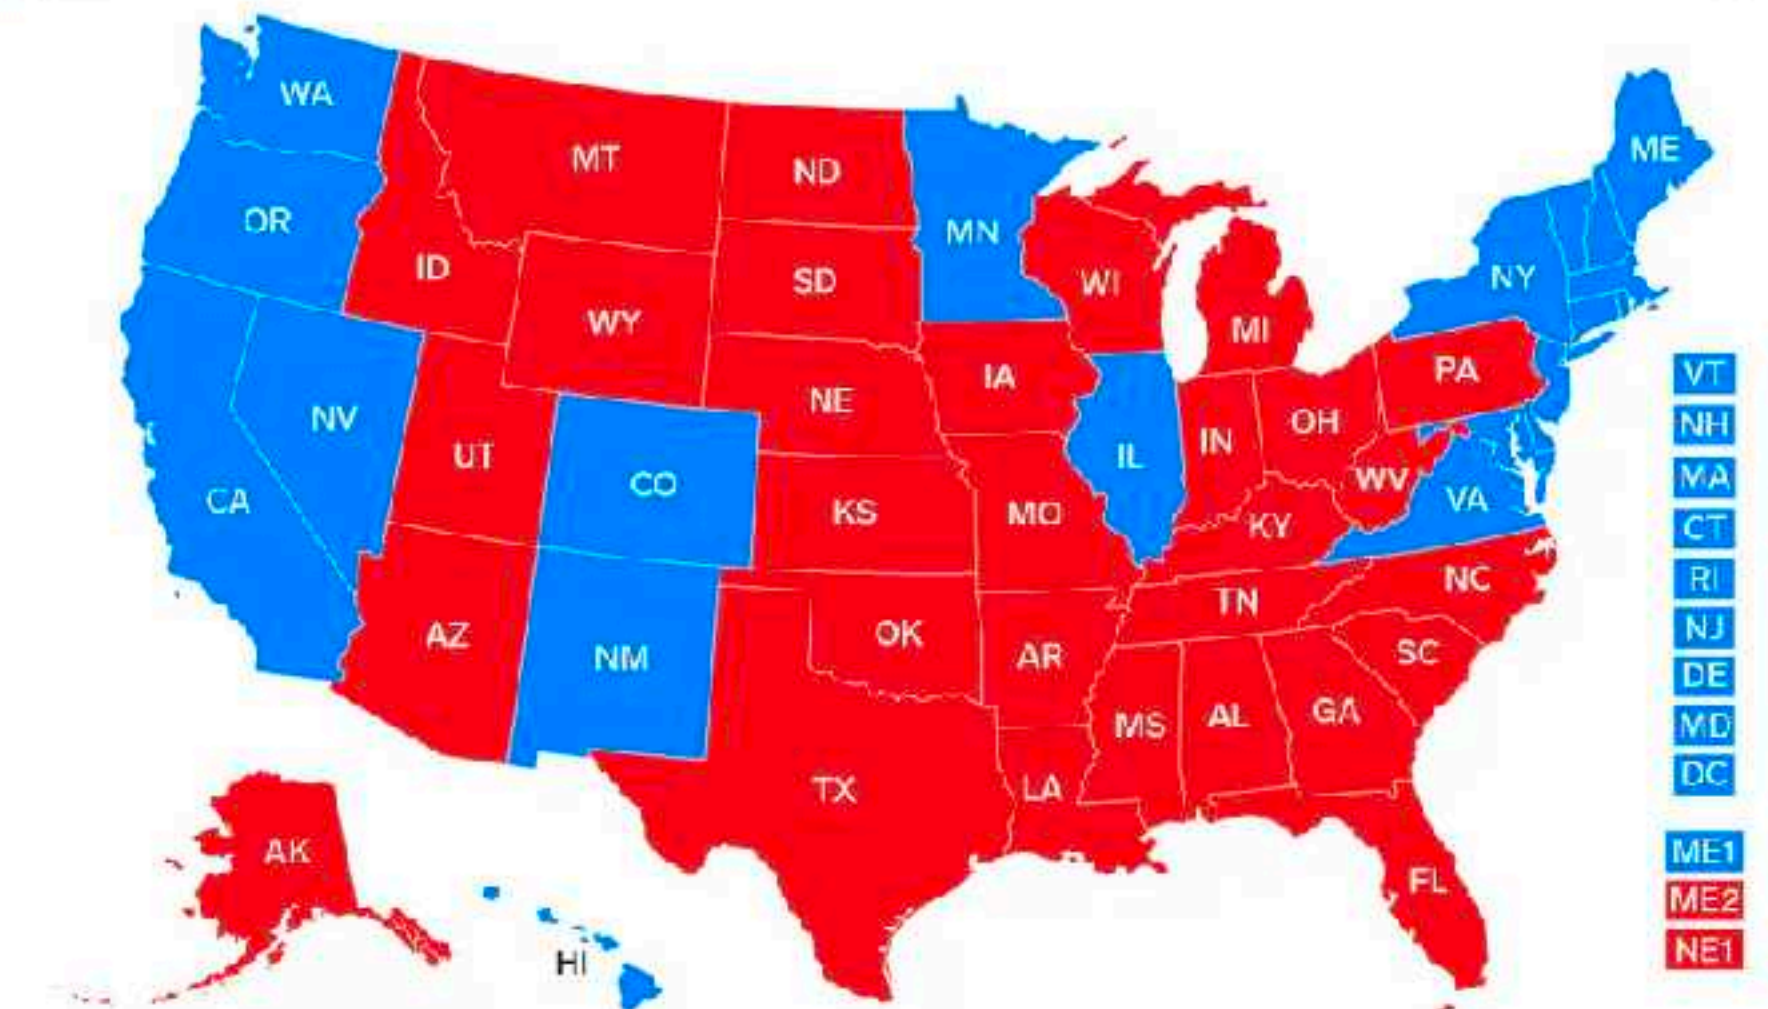 WA
ME
MT
ND
OR
MN
ID
SD
WI
NY
WY
MI
IA
PA
VT
NE
NV
OH
NH
UT
CO
IL
IN
MA
CA
WV
VA
KS
MO
KY
CT
NC
RI
TN
AZ
OK
NJ
NM
AR
SC
DE
MS
AL
GA
MD
TX
LA
DC
AK
ME1
FL
ME2
NE1
HI